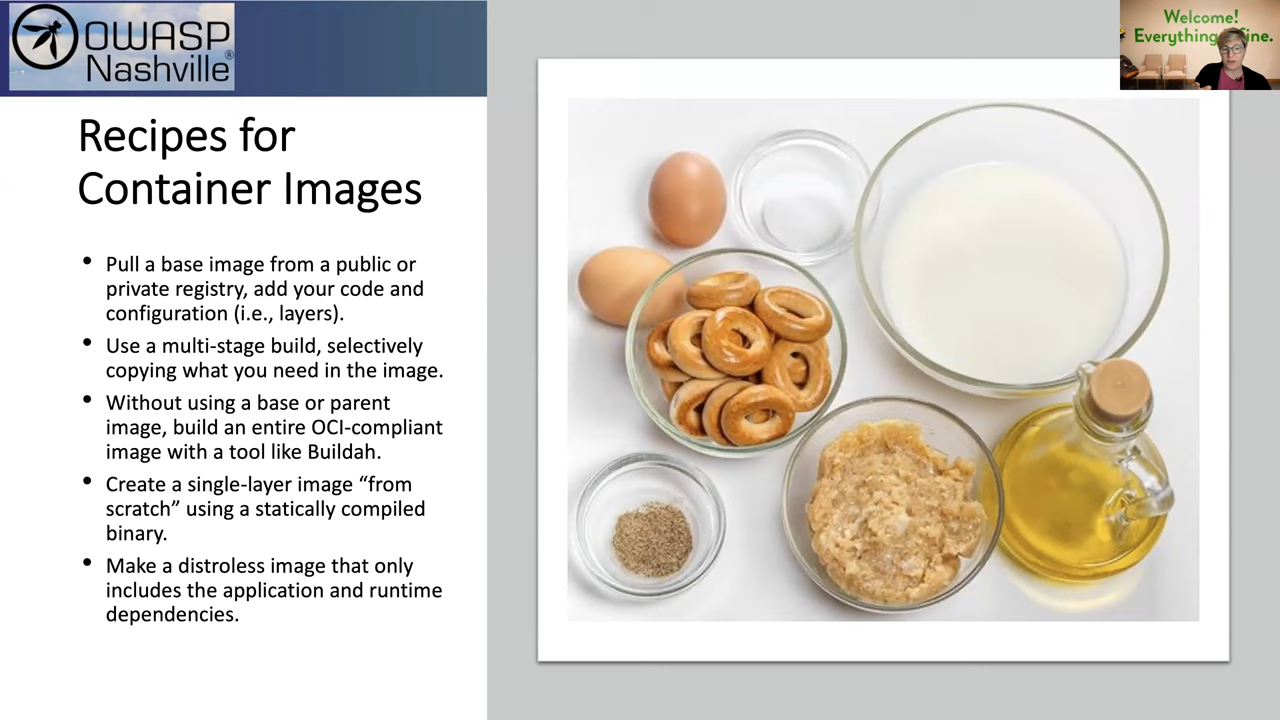 OWASP
Nashville®
Welcome!
Everything
fine.
Recipes for
Container Images
• Pull a base image from a public or
private registry, add your code and
configuration (i.e., layers).
• Use a multi-stage build, selectively
copying what you need in the image.
• Without using a base or parent
image, build an entire OCI-compliant
image with a tool like Buildah.
• Create a single-layer image “from
scratch” using a statically compiled
binary.
• Make a distroless image that only
includes the application and runtime
dependencies.